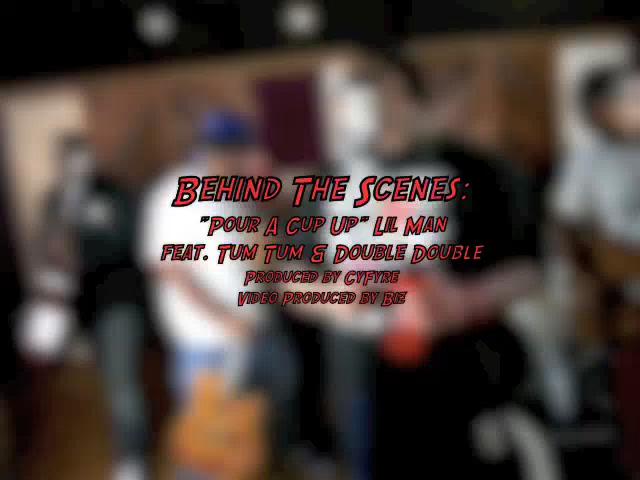 Behind The Scenes:
"Pour A Cup Up" Lil Man
feat. Tum Tum & Double Double
Produced by CyFyre
Video Produced by Biz